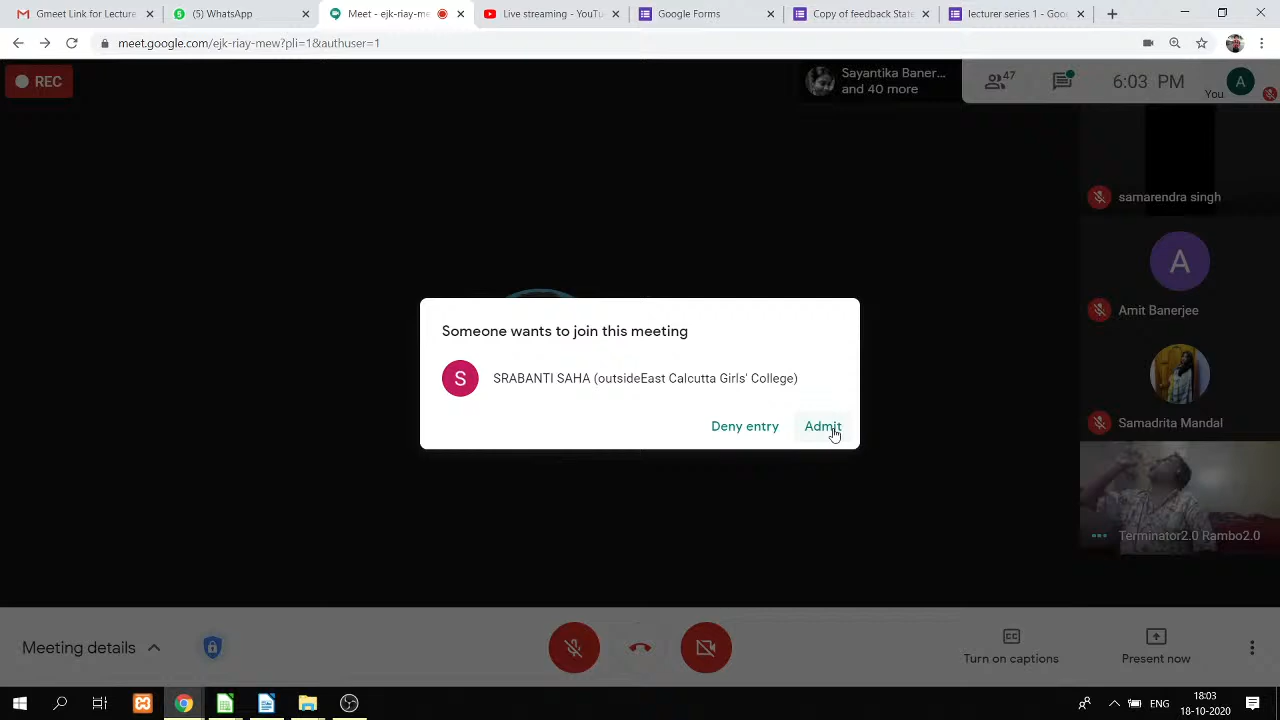 Gmeet link for Lecture
(5) WhatsApp
Meet - ejk-riay-me
Live streaming - YouTu
Google Forms
Copy of feedback State
lecturer series 1 - Goo
meet.google.com/ejk-riay-mew?pli=1&authuser=1
REC
Sayantika Baner...
and 40 more
47
6:03 PM
You
A
samarendra singh
A
Amit Banerjee
Samadrita Mandal
Terminator2.0 Rambo2.0
Someone wants to join this meeting
S
SRABANTI SAHA (outsideEast Calcutta Girls' College)
Deny entry
Admit
Meeting details
Turn on captions
Present now
ENG
18:03
18-10-2020